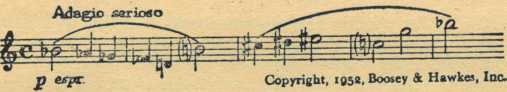 Adagio serioso
p espr.
Copyright, 1952, Boosey & Hawkes, Inc.